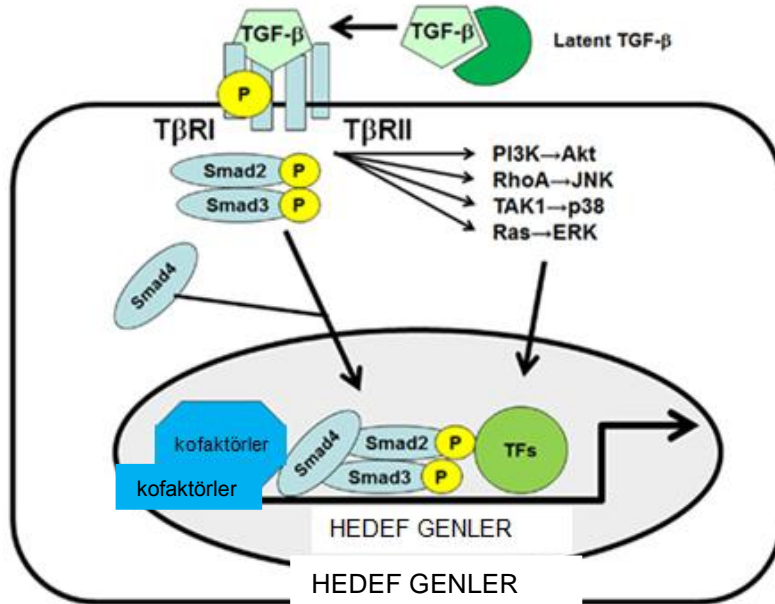 TGF-β
TGF-β
Latent TGF-β
P
TβRI
TβRII
Smad2 P
Smad3 P
PI3K→Akt
RhoA→JNK
TAK1→p38
Ras→ERK
Smad4
kofaktörler
kofaktörler
Smad4
Smad2 P
Smad3 P
TFs
HEDEF GENLER
HEDEF GENLER